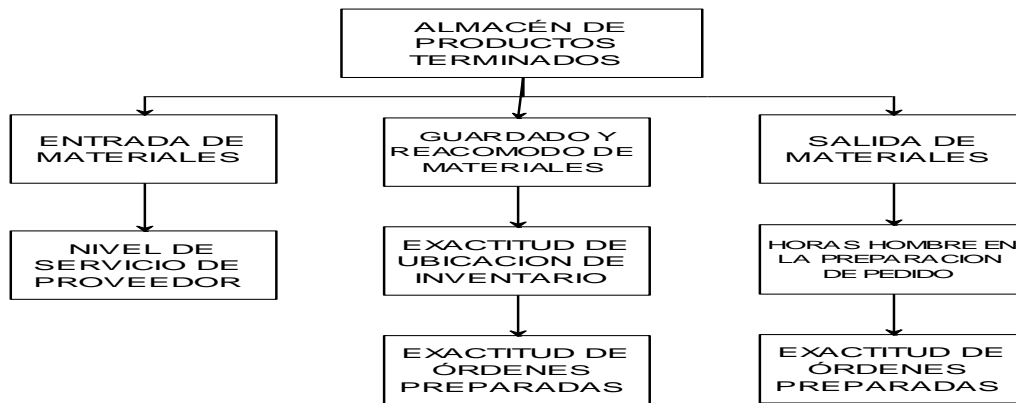 ALMACÉN DE
PRODUCTOS
TERMINADOS
ENTRADA DE
MATERIALES
GUARDADO Y
REACOMODO DE
MATERIALES
SALIDA DE
MATERIALES
NIVEL DE
SERVICIO DE
PROVEEDOR
EXACTITUD DE
UBICACION DE
INVENTARIO
HORAS HOMBRE EN
LA PREPARACION
DE PEDIDO
EXACTITUD DE
ÓRDENES
PREPARADAS
EXACTITUD DE
ÓRDENES
PREPARADAS